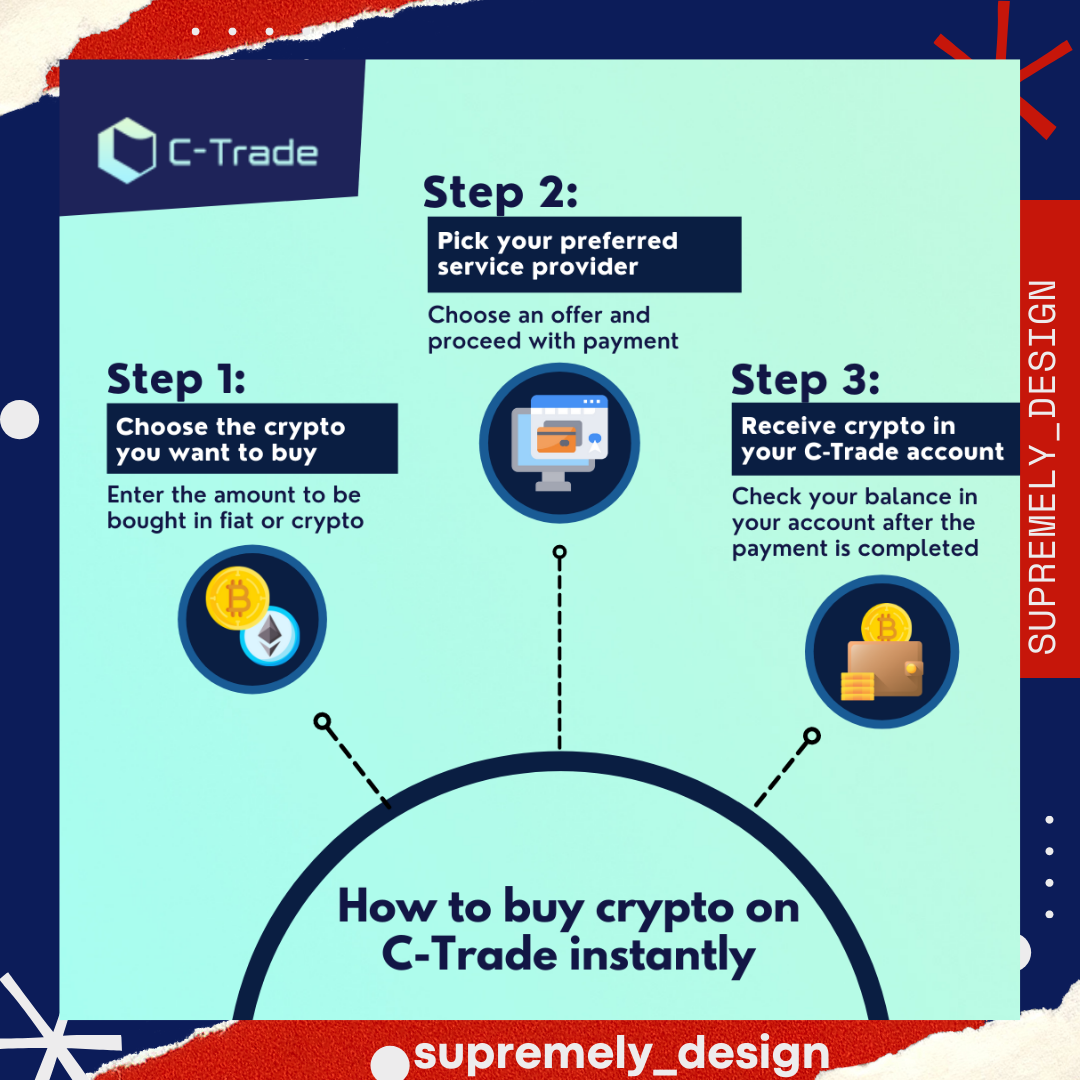 C-Trade
Step 1:
Choose the crypto
you want to buy
Enter the amount to be
bought in fiat or crypto
Step 2:
Pick your preferred
service provider
Choose an offer and
proceed with payment
Step 3:
Receive crypto in
your C-Trade account
Check your balance in
your account after the
payment is completed
How to buy crypto on
C-Trade instantly
SUPREMELY_DESIGN
supremely_design